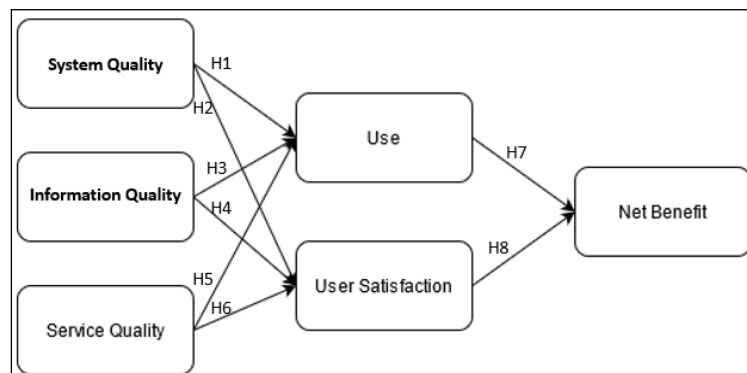 System Quality
H1
H2
Use
H3
H7
Information Quality
H4
Net Benefit
H5
H8
User Satisfaction
H6
Service Quality